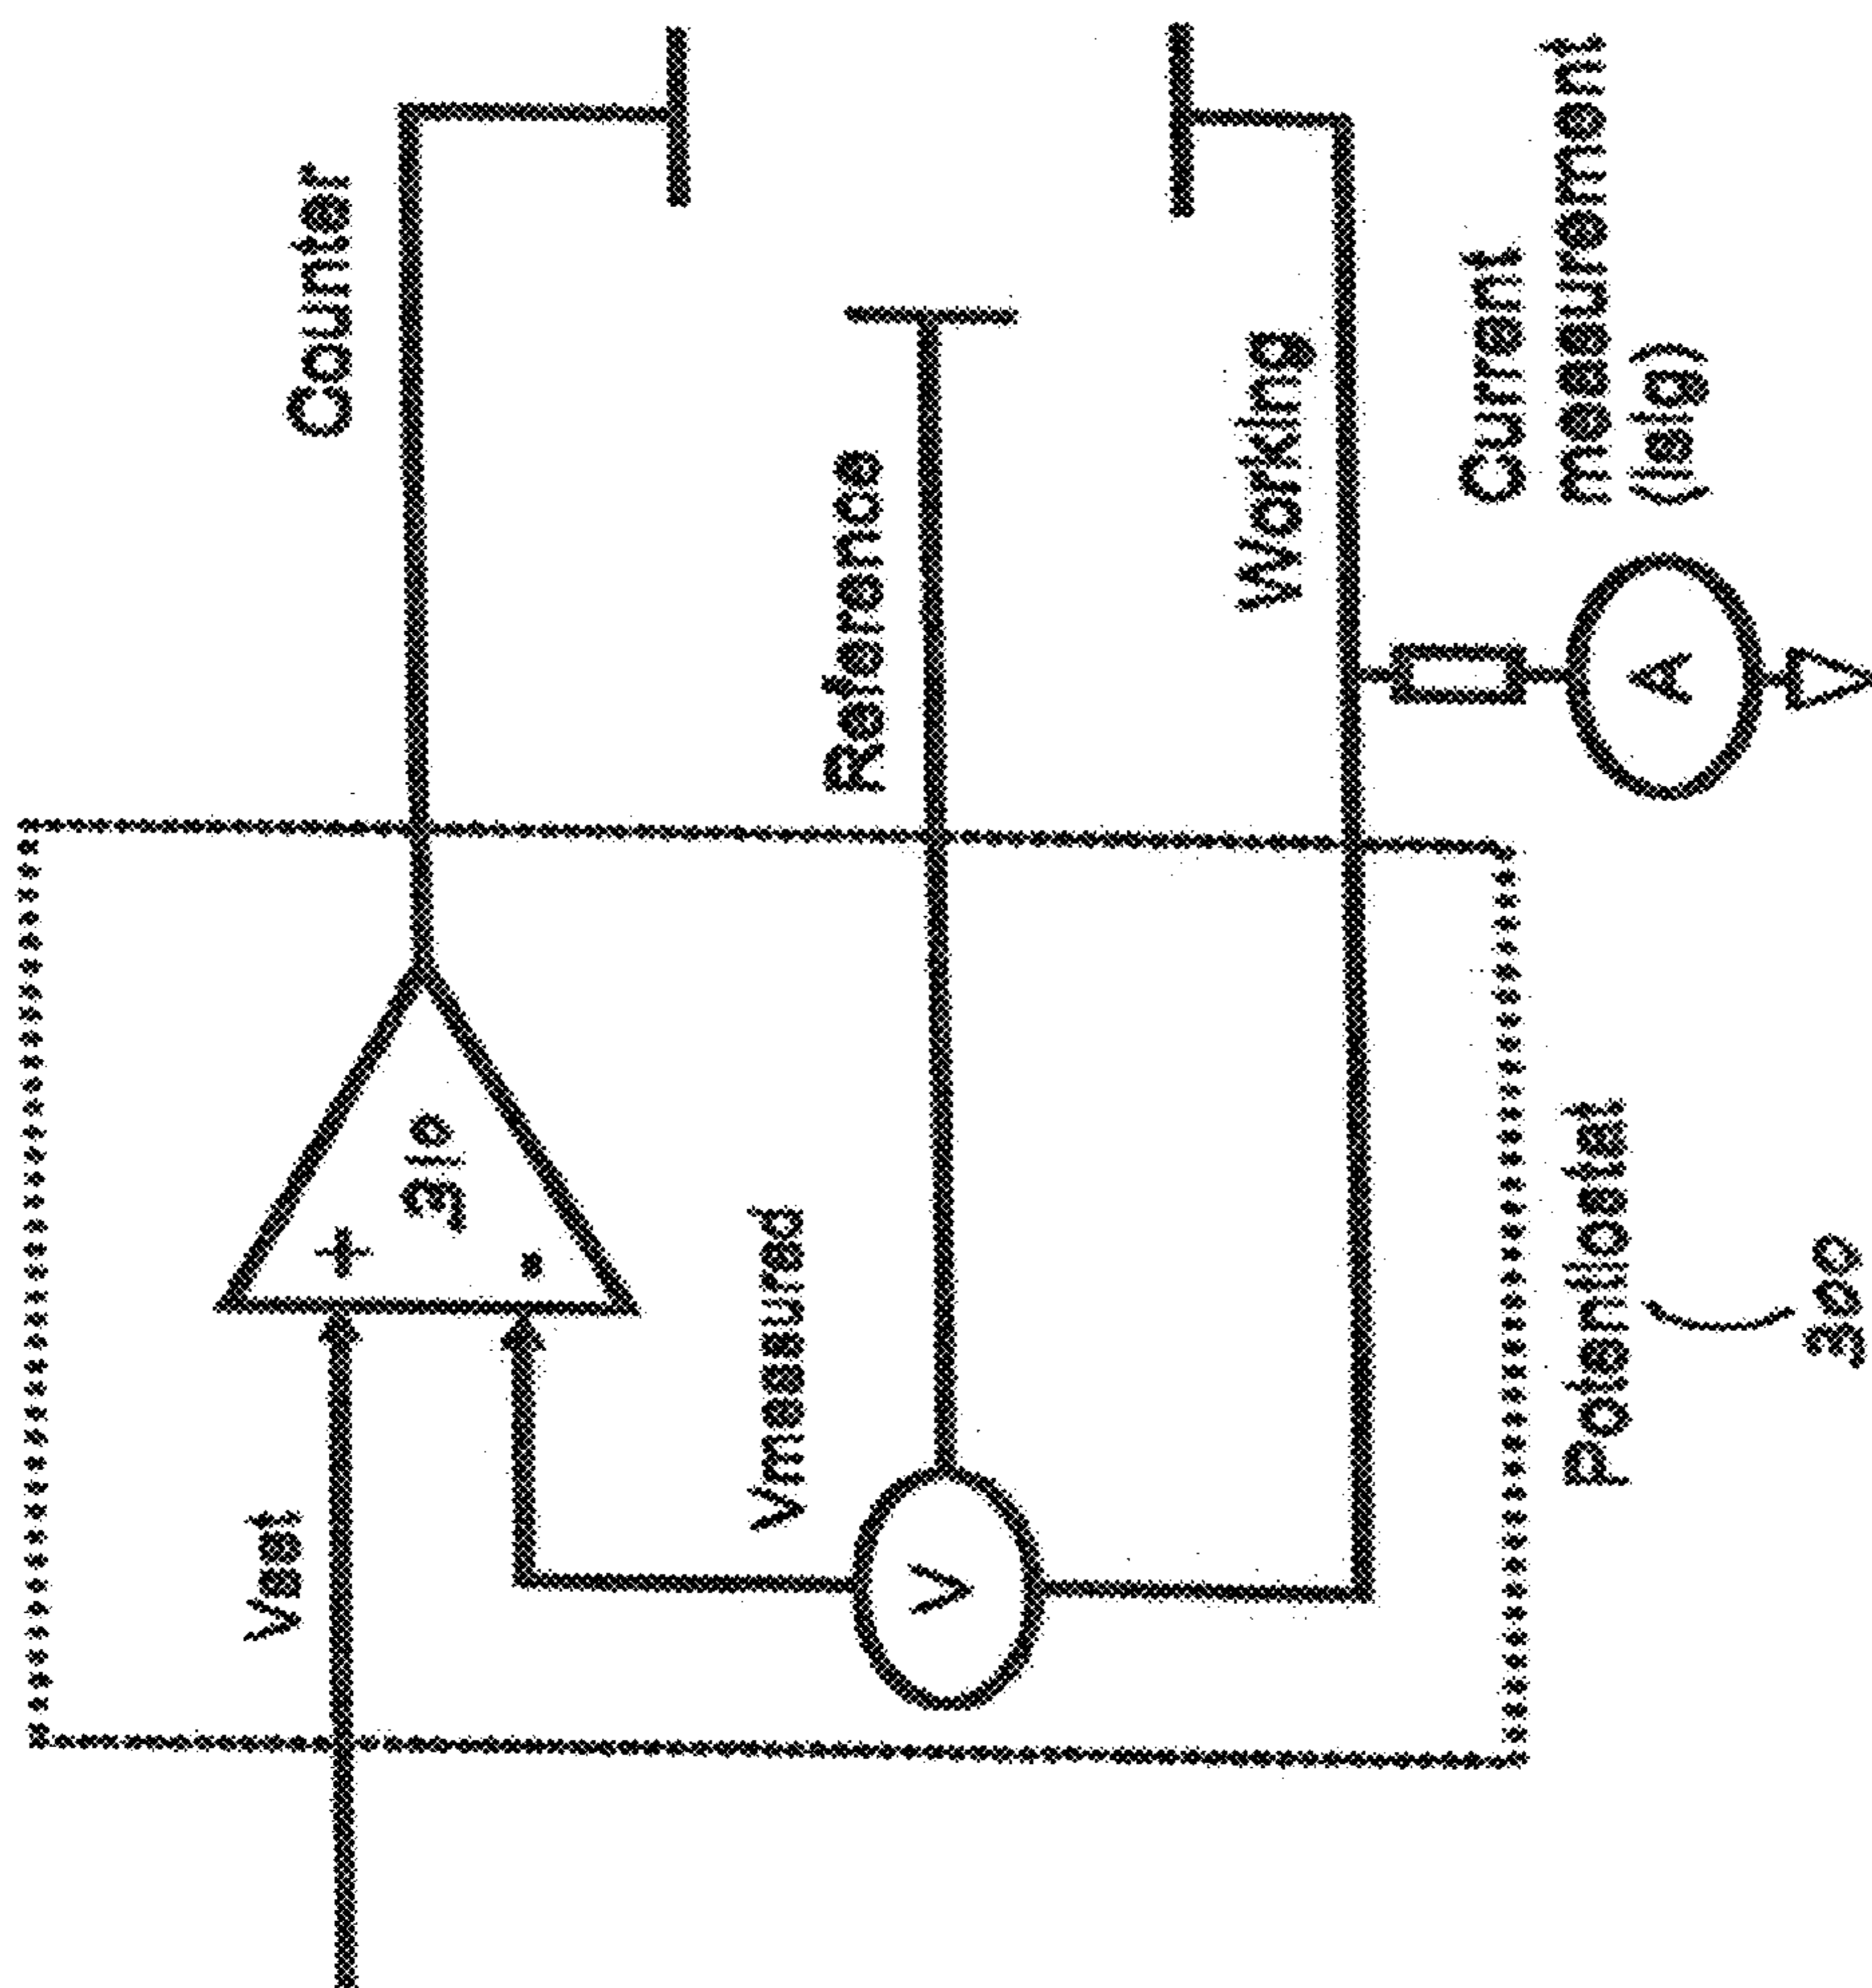 Counter
Vset
+
310
-
Vmeasured
Reference
V
Working
Current
measurement
(Isig)
A
Potentiostat
300